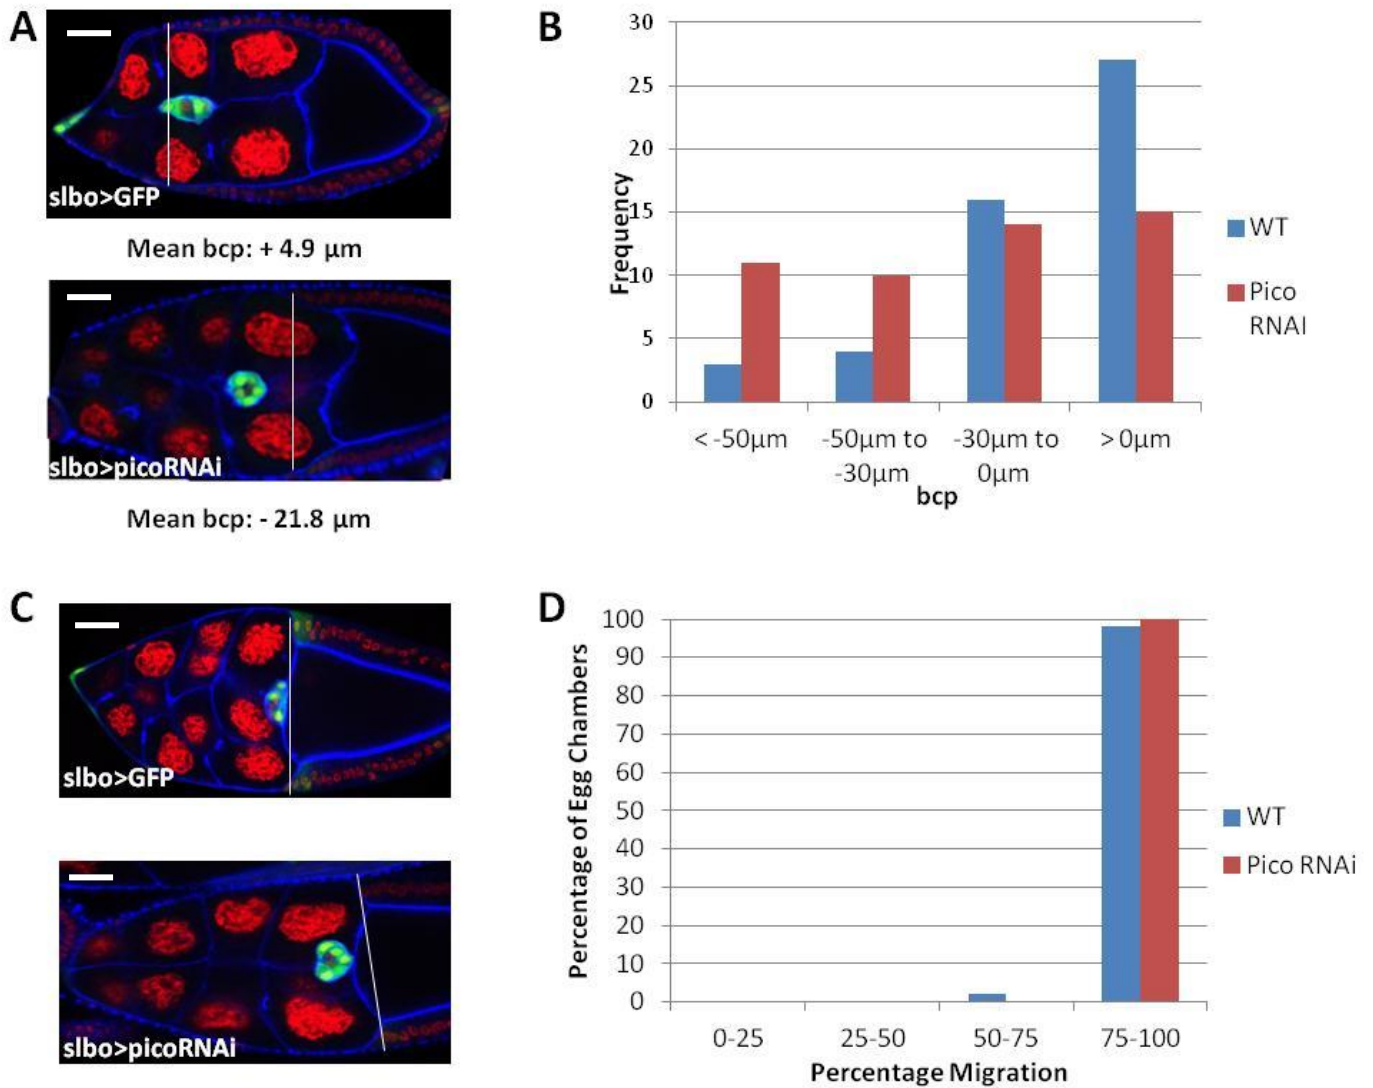 A
slbo>GFP
Mean bcp: + 4.9 µm
slbo>picoRNAi
Mean bcp: - 21.8 µm
B
30
25
20
15
10
5
0
Frequency
< -50µm
-50µm to
-30µm
-30µm to
0µm
> 0µm
bcp
WT
Pico
RNAI
C
slbo>GFP
slbo>picoRNAi
D
100
90
80
70
60
50
40
30
20
10
0
Percentage of Egg Chambers
0-25
25-50
50-75
75-100
Percentage Migration
WT
Pico RNAi